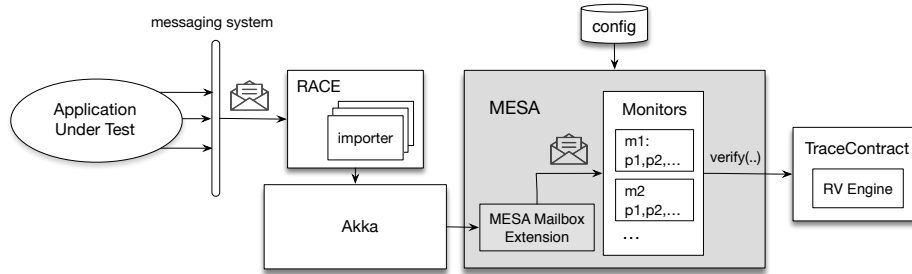 messaging system
config
Application
Under Test
RACE
importer
Akka
MESA
MESA Mailbox
Extension
Monitors
m1:
p1,p2,...
m2
p1,p2,...
...
verify(..)
TraceContract
RV Engine